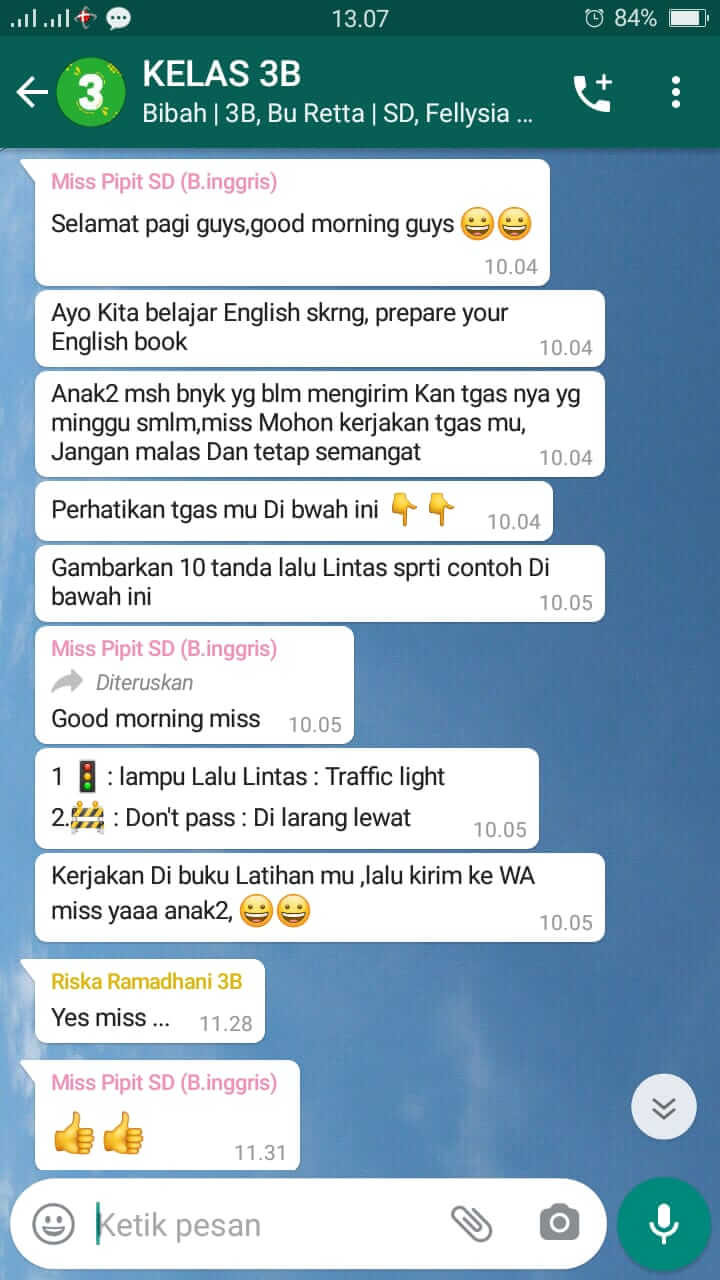 13.07
84%
3
KELAS 3B
Bibah | 3B, Bu Retta | SD, Fellysia ...
Miss Pipit SD (B.inggris)
Selamat pagi guys,good morning guys 😀😀
10.04
Ayo Kita belajar English skrng, prepare your
English book
10.04
Anak2 msh bnyk yg blm mengirim Kan tgas nya yg
minggu smlm,miss Mohon kerjakan tgas mu,
Jangan malas Dan tetap semangat
10.04
Perhatikan tgas mu Di bwah ini 👇👇
10.04
Gambarkan 10 tanda lalu Lintas sprti contoh Di
bawah ini
10.05
Miss Pipit SD (B.inggris)
Diteruskan
Good morning miss
10.05
1 🚦 : lampu Lalu Lintas : Traffic light
2.🚧 : Don't pass : Di larang lewat
10.05
Kerjakan Di buku Latihan mu ,lalu kirim ke WA
miss yaaa anak2, 😀😀
10.05
Riska Ramadhani 3B
Yes miss ...
11.28
Miss Pipit SD (B.inggris)
👍👍
11.31
Ketik pesan